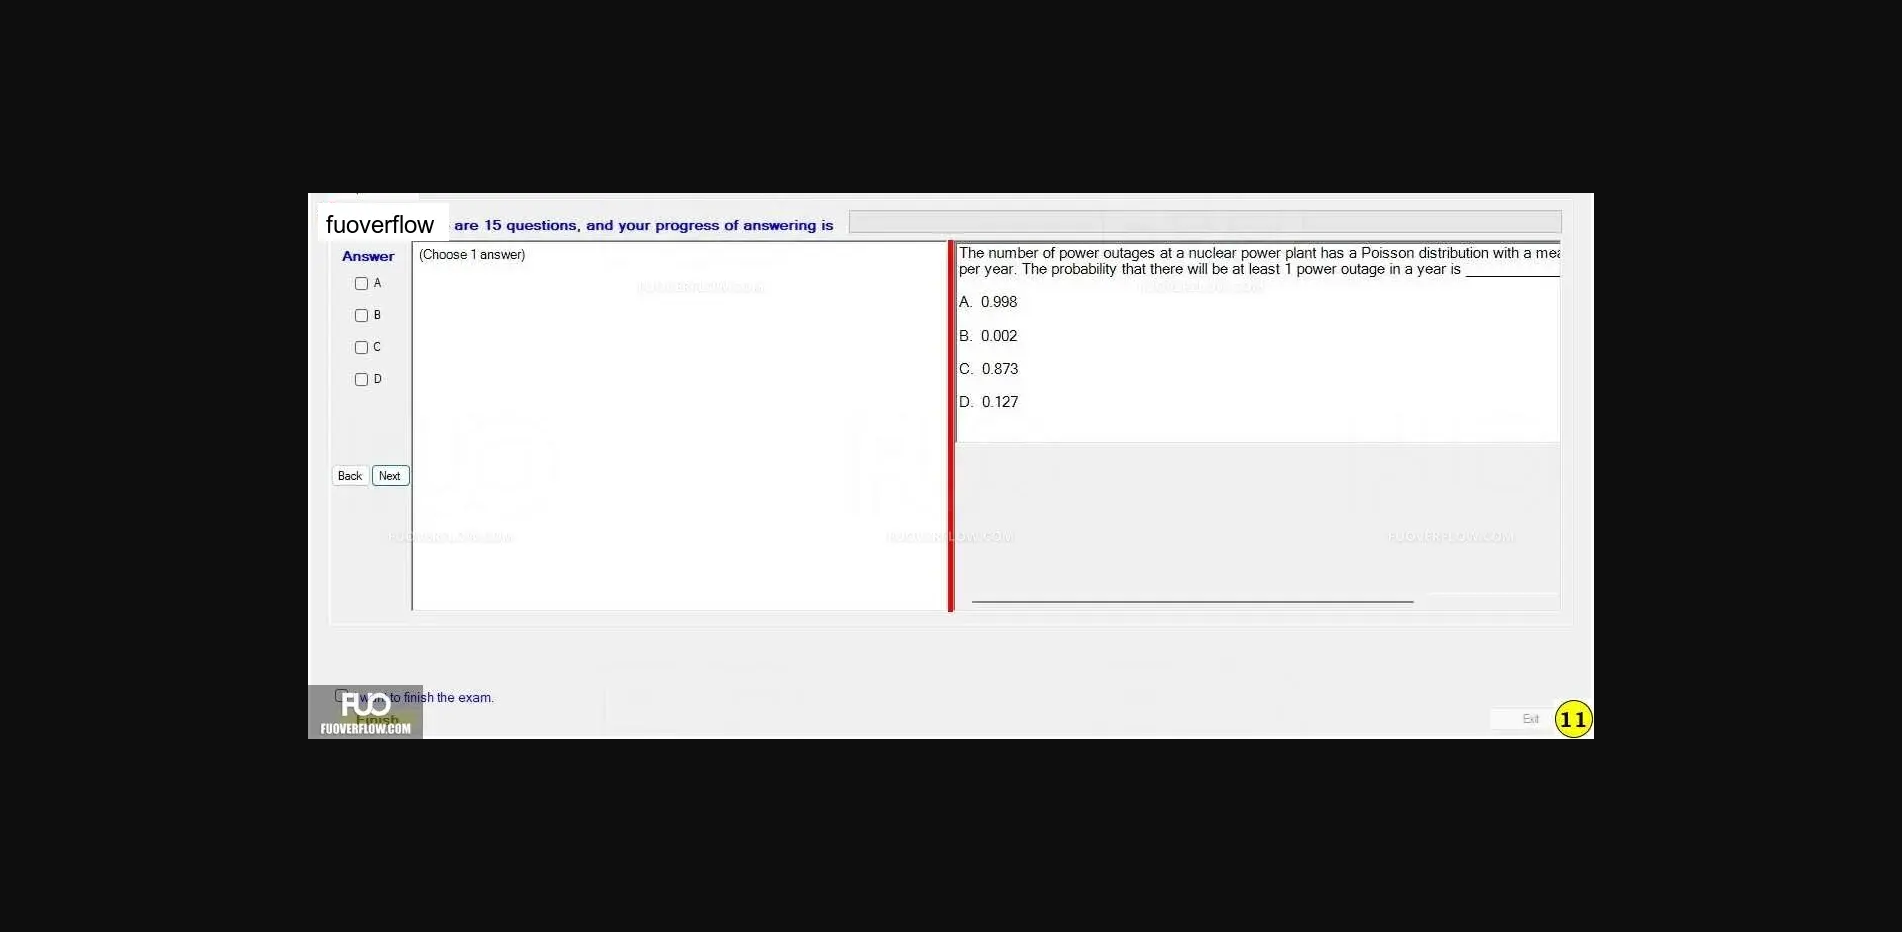 fuoverflow are 15 questions, and your progress of answering is
Answer
(Choose 1 answer)
A
B
C
D
Back Next
The number of power outages at a nuclear power plant has a Poisson distribution with a mea
per year. The probability that there will be at least 1 power outage in a year is
A. 0.998
B. 0.002
C. 0.873
D. 0.127
FUOVERFLOW.COM
FUOVERFLOW.COM
FUOVERFLOW.COM
FUOVERFLOW.COM
FUOVERFLOW.COM
want to finish the exam.
FUO
Finish
FUOVERFLOW.COM
Exit
11